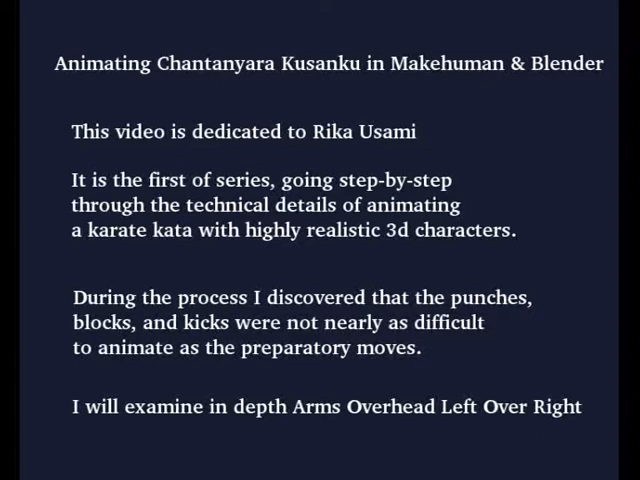 Animating Chantanyara Kusanku in Makehuman & Blender
This video is dedicated to Rika Usami
It is the first of series, going step-by-step
through the technical details of animating
a karate kata with highly realistic 3d characters.
During the process I discovered that the punches,
blocks, and kicks were not nearly as difficult
to animate as the preparatory moves.
I will examine in depth Arms Overhead Left Over Right